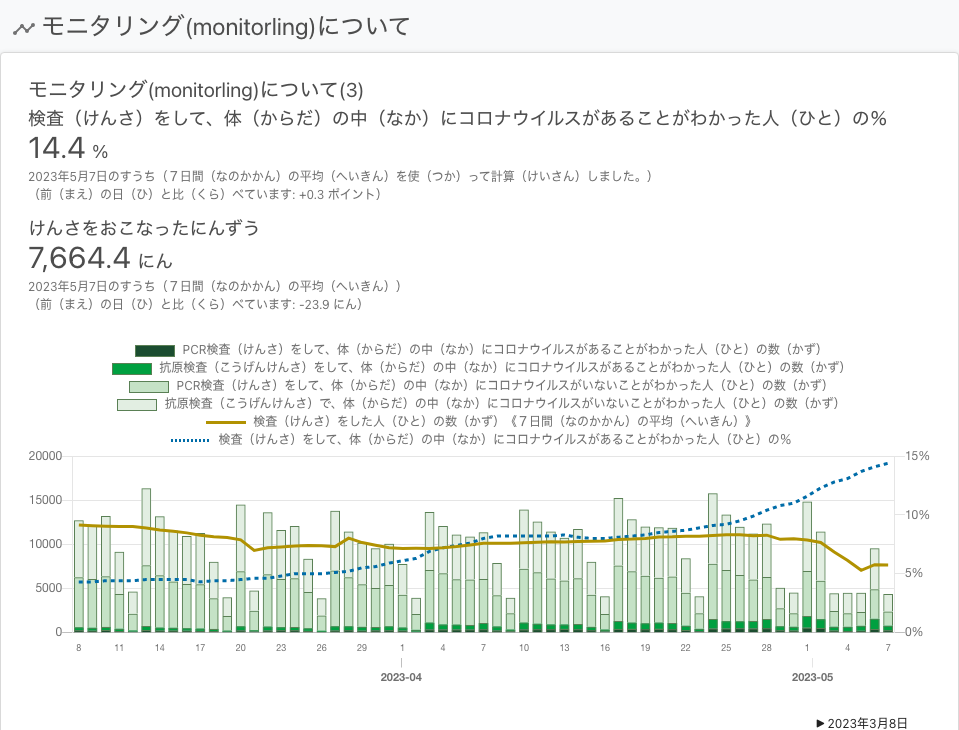 モニタリング(monitorling)について
モニタリング(monitorling)について(3)
検査（けんさ）をして、体（からだ）の中（なか）にコロナウイルスがあることがわかった人（ひと）の%
14.4 %
2023年5月7日のすうち（７日間（なのかかん）の平均（へいきん）を使（つか）って計算（けいさん）しました。）
（前（まえ）の日（ひ）と比（くら）べています: +0.3 ポイント）
けんさをおこなったにんずう
7,664.4 にん
2023年5月7日のすうち（７日間（なのかかん）の平均（へいきん））
（前（まえ）の日（ひ）と比（くら）べています: -23.9 にん）
PCR検査（けんさ）をして、体（からだ）の中（なか）にコロナウイルスがあることがわかった人（ひと）の数（かず）
抗原検査（こうげんけんさ）をして、体（からだ）の中（なか）にコロナウイルスがあることがわかった人（ひと）の数（かず）
PCR検査（けんさ）をして、体（からだ）の中（なか）にコロナウイルスがいないことがわかった人（ひと）の数（かず）
抗原検査（こうげんけんさ）で、体（からだ）の中（なか）にコロナウイルスがいないことがわかった人（ひと）の数（かず）
検査（けんさ）をした人（ひと）の数（かず）《７日間（なのかかん）の平均（へいきん）》
検査（けんさ）をして、体（からだ）の中（なか）にコロナウイルスがあることがわかった人（ひと）の%
20000 15%
15000 10%
10000
5000 5%
0 0%
8 11 14 17 20 23 26 29 1 4 7 10 13 16 19 22 25 28 1 4 7
2023-04 2023-05
▶ 2023年3月8日